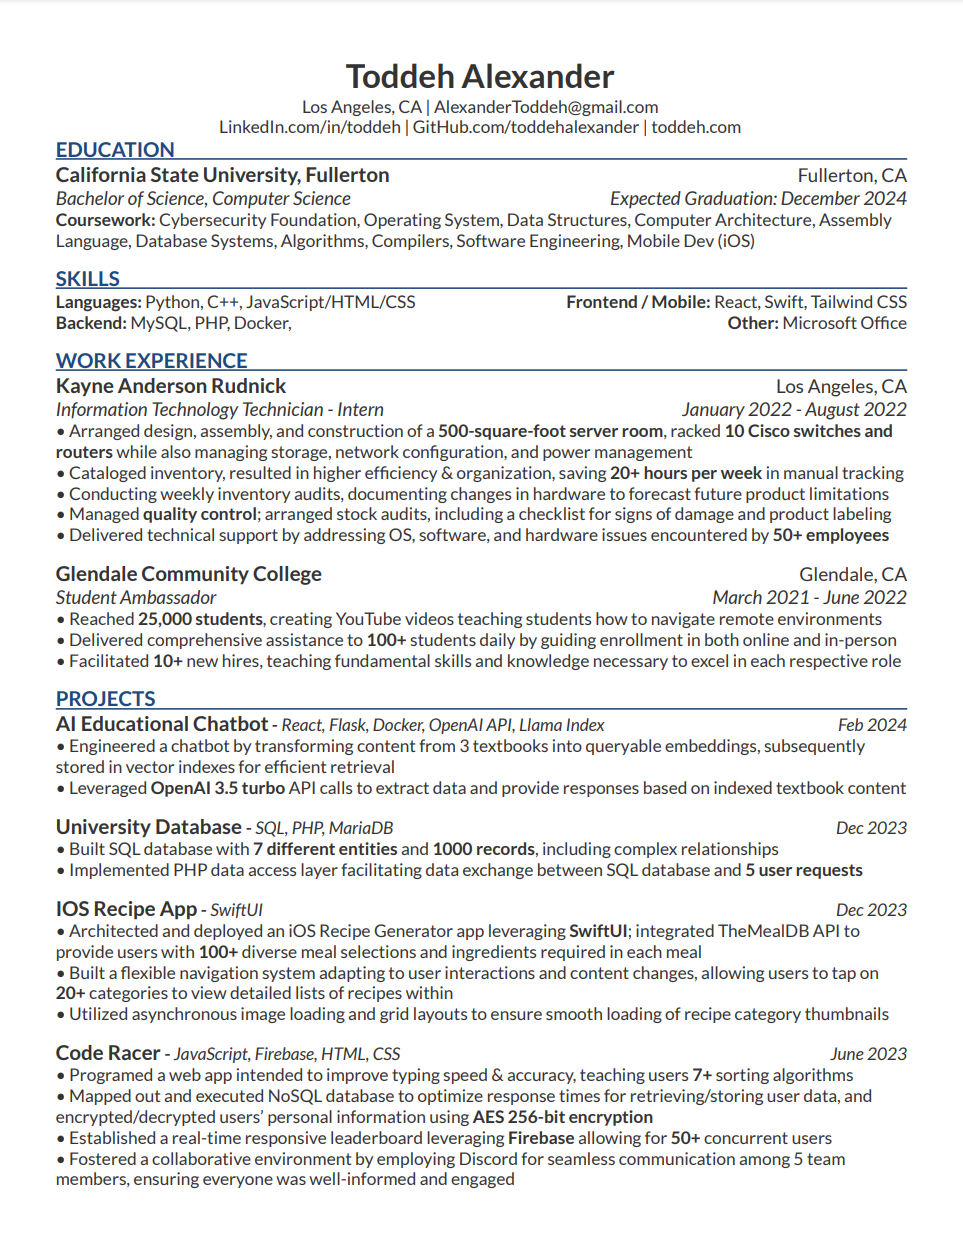 Toddeh Alexander
Los Angeles, CA | AlexanderToddeh@gmail.com
LinkedIn.com/in/toddeh | GitHub.com/toddehalexander | toddeh.com
EDUCATION
California State University, Fullerton Fullerton, CA
Bachelor of Science, Computer Science Expected Graduation: December 2024
Coursework: Cybersecurity Foundation, Operating System, Data Structures, Computer Architecture, Assembly
Language, Database Systems, Algorithms, Compilers, Software Engineering, Mobile Dev (iOS)
SKILLS
Languages: Python, C++, JavaScript/HTML/CSS Frontend / Mobile: React, Swift, Tailwind CSS
Backend: MySQL, PHP, Docker, Other: Microsoft Office
WORK EXPERIENCE
Kayne Anderson Rudnick Los Angeles, CA
Information Technology Technician - Intern January 2022 - August 2022
• Arranged design, assembly, and construction of a 500-square-foot server room, racked 10 Cisco switches and
routers while also managing storage, network configuration, and power management
• Cataloged inventory, resulted in higher efficiency & organization, saving 20+ hours per week in manual tracking
• Conducting weekly inventory audits, documenting changes in hardware to forecast future product limitations
• Managed quality control; arranged stock audits, including a checklist for signs of damage and product labeling
• Delivered technical support by addressing OS, software, and hardware issues encountered by 50+ employees
Glendale Community College Glendale, CA
Student Ambassador March 2021 - June 2022
• Reached 25,000 students, creating YouTube videos teaching students how to navigate remote environments
• Delivered comprehensive assistance to 100+ students daily by guiding enrollment in both online and in-person
• Facilitated 10+ new hires, teaching fundamental skills and knowledge necessary to excel in each respective role
PROJECTS
AI Educational Chatbot - React, Flask, Docker, OpenAI API, Llama Index Feb 2024
• Engineered a chatbot by transforming content from 3 textbooks into queryable embeddings, subsequently
stored in vector indexes for efficient retrieval
• Leveraged OpenAI 3.5 turbo API calls to extract data and provide responses based on indexed textbook content
University Database - SQL, PHP, MariaDB Dec 2023
• Built SQL database with 7 different entities and 1000 records, including complex relationships
• Implemented PHP data access layer facilitating data exchange between SQL database and 5 user requests
IOS Recipe App - SwiftUI Dec 2023
• Architected and deployed an iOS Recipe Generator app leveraging SwiftUI; integrated TheMealDB API to
provide users with 100+ diverse meal selections and ingredients required in each meal
• Built a flexible navigation system adapting to user interactions and content changes, allowing users to tap on
20+ categories to view detailed lists of recipes within
• Utilized asynchronous image loading and grid layouts to ensure smooth loading of recipe category thumbnails
Code Racer - JavaScript, Firebase, HTML, CSS June 2023
• Programed a web app intended to improve typing speed & accuracy, teaching users 7+ sorting algorithms
• Mapped out and executed NoSQL database to optimize response times for retrieving/storing user data, and
encrypted/decrypted users’ personal information using AES 256-bit encryption
• Established a real-time responsive leaderboard leveraging Firebase allowing for 50+ concurrent users
• Fostered a collaborative environment by employing Discord for seamless communication among 5 team
members, ensuring everyone was well-informed and engaged